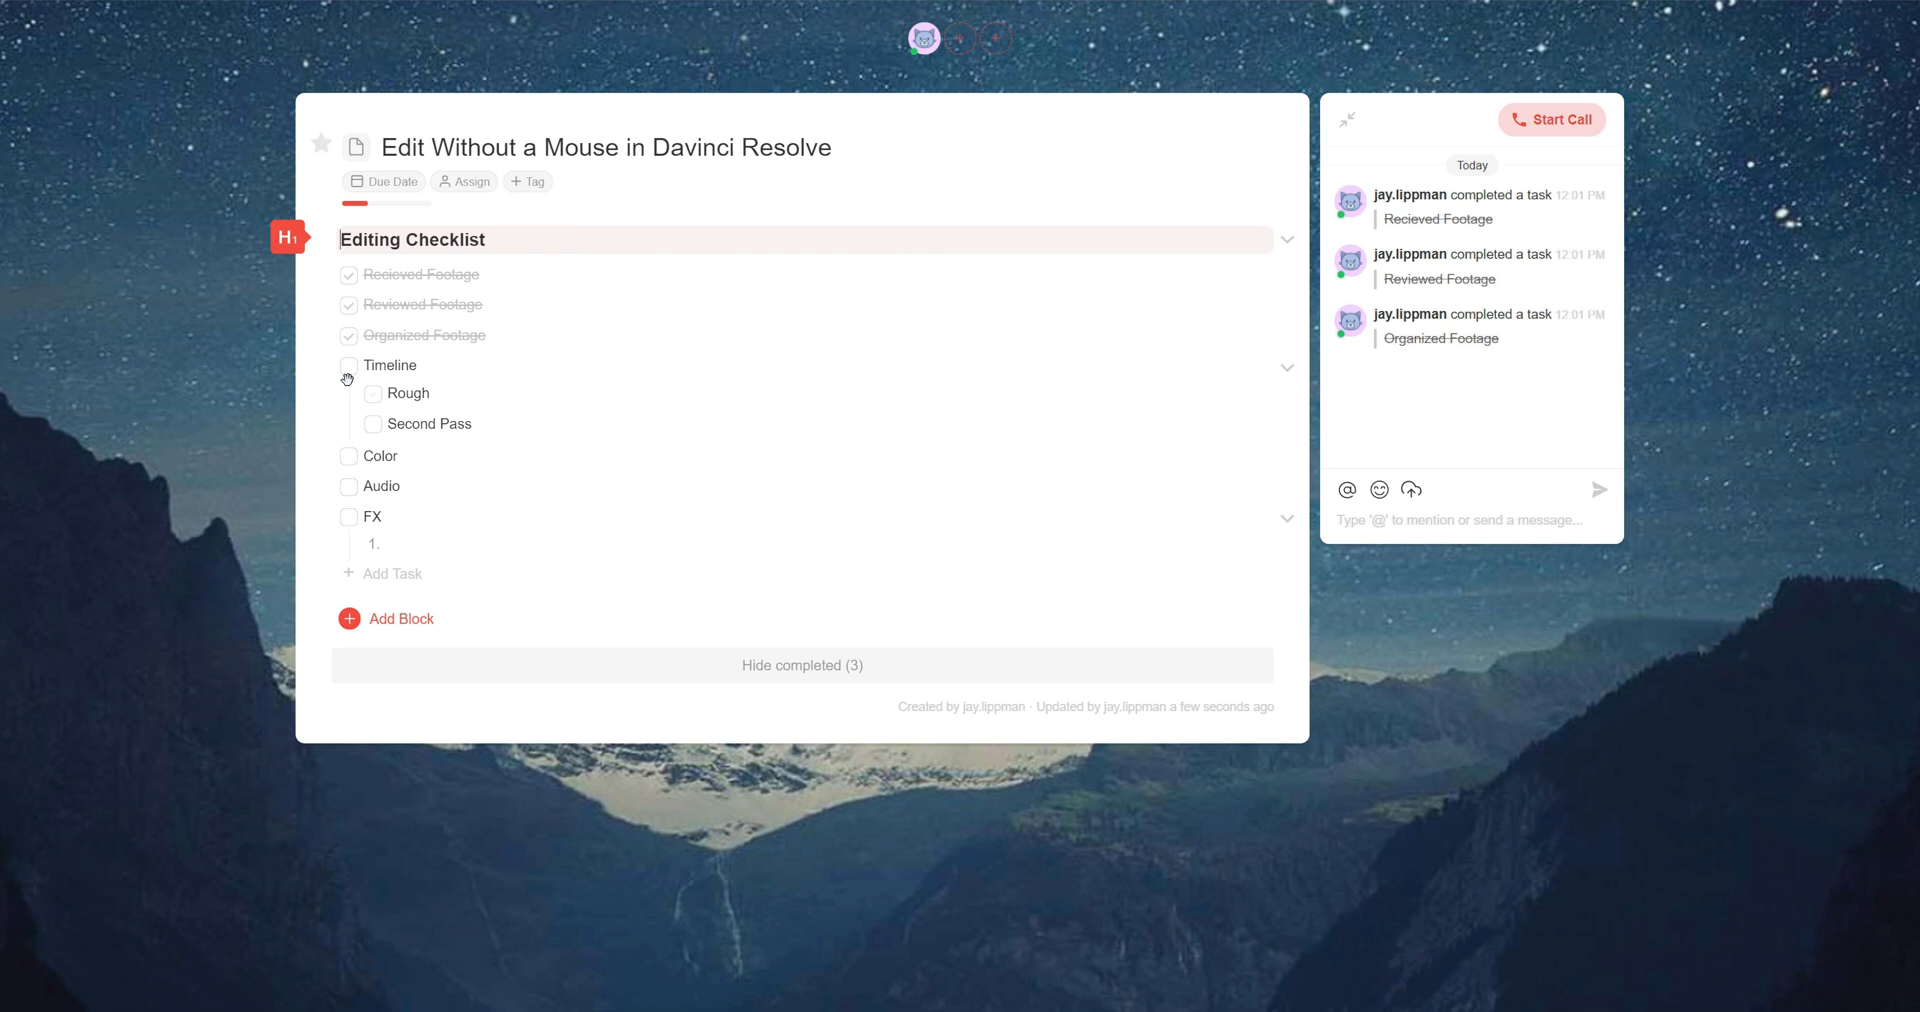 Edit Without a Mouse in Davinci Resolve
Due Date Assign + Tag
H1
Editing Checklist
Recieved Footage
Reviewed Footage
Organized Footage
Timeline
Rough
Second Pass
Color
Audio
FX
1.
+ Add Task
+ Add Block
Hide completed (3)
Created by jay.lippman · Updated by jay.lippman a few seconds ago
Start Call
Today
jay.lippman completed a task 12:01 PM
Recieved Footage
jay.lippman completed a task 12:01 PM
Reviewed Footage
jay.lippman completed a task 12:01 PM
Organized Footage
Type '@' to mention or send a message...